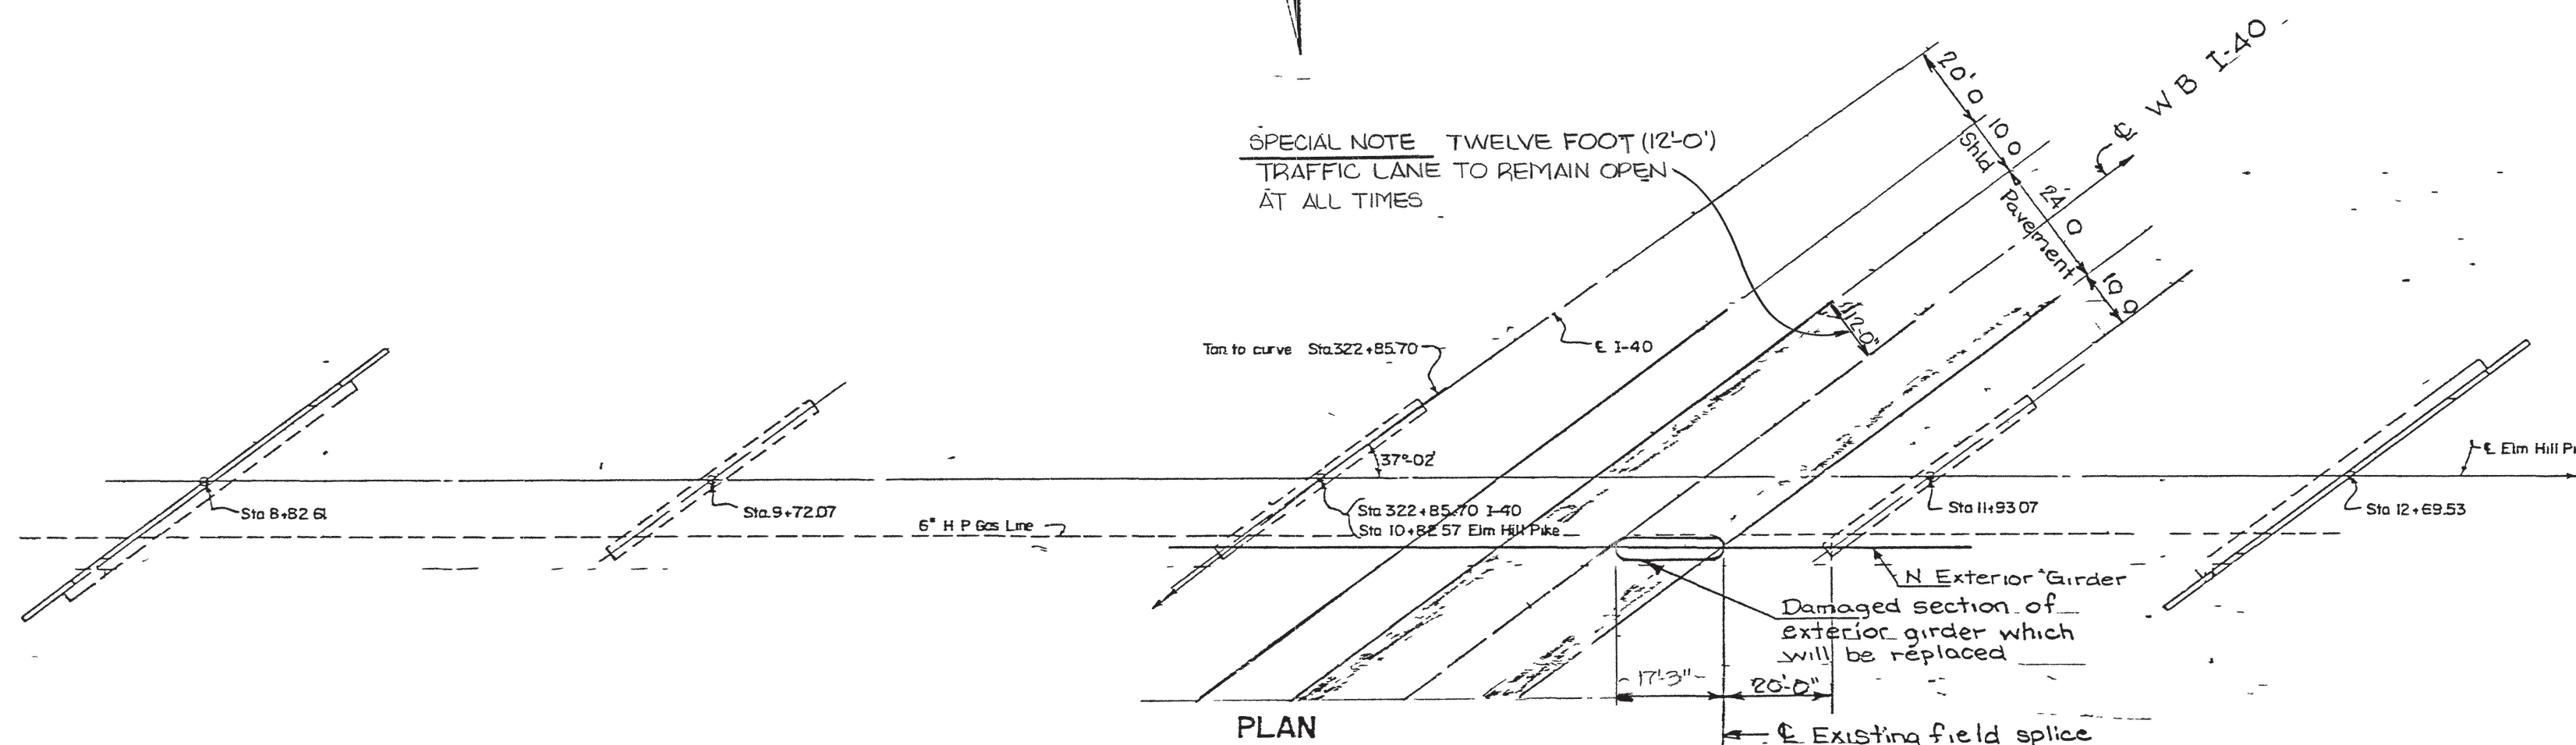 ₵ W B I-40
20' 0
10 0
Shld
24' 0
Pavement
10 0
SPECIAL NOTE TWELVE FOOT (12'-0")
TRAFFIC LANE TO REMAIN OPEN
AT ALL TIMES
12'-0"
Tan to curve Sta 322+85.70
₵ I-40
37°-02'
₵ Elm Hill Pi
Sta 8+82 61
Sta. 9+72.07
6" H P Gas Line
Sta 322+85.70 I-40
Sta 10+82 57 Elm Hill Pike
Sta 11+93 07
Sta 12+69.53
N Exterior Girder
Damaged section of
exterior girder which
will be replaced
17'-3"
20'-0"
PLAN
₵ Existing field splice